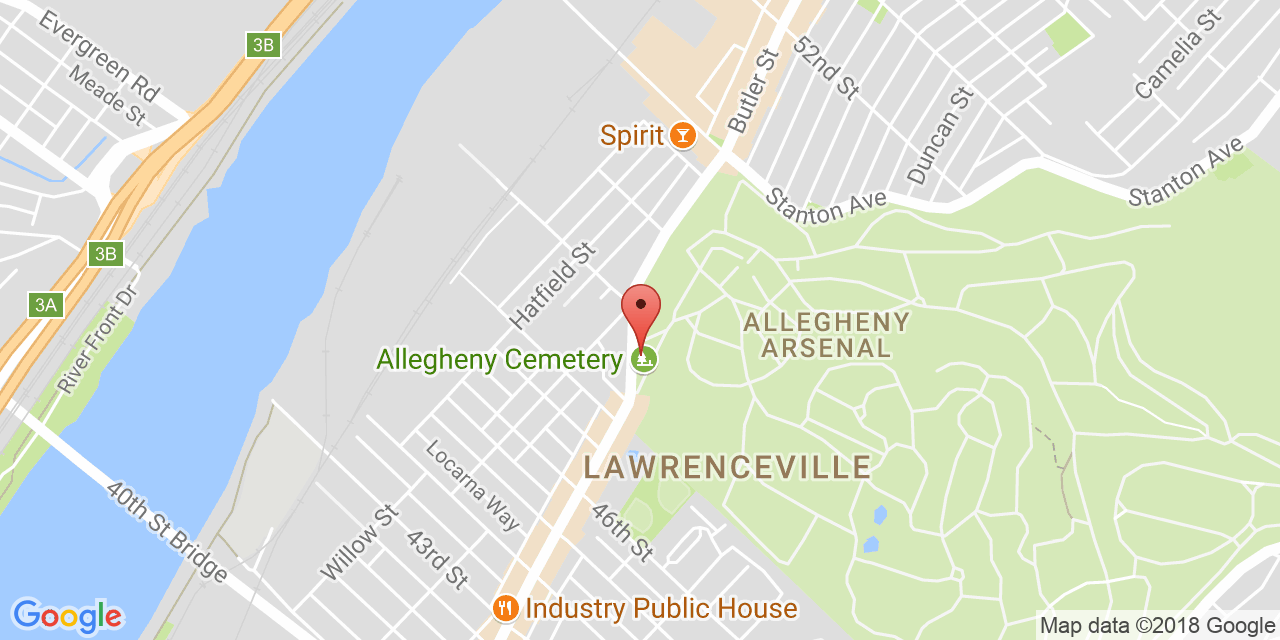 Evergreen Rd
Meade St
3B
Butler St
52nd St
Camelia St
Spirit
Duncan St
Stanton Ave
Stanton Ave
3B
3A
River Front Dr
Hatfield St
ALLEGHENY
ARSENAL
Allegheny Cemetery
LAWRENCEVILLE
Locarna Way
40th St Bridge
Willow St
43rd St
46th St
Industry Public House
Google
Map data ©2018 Google